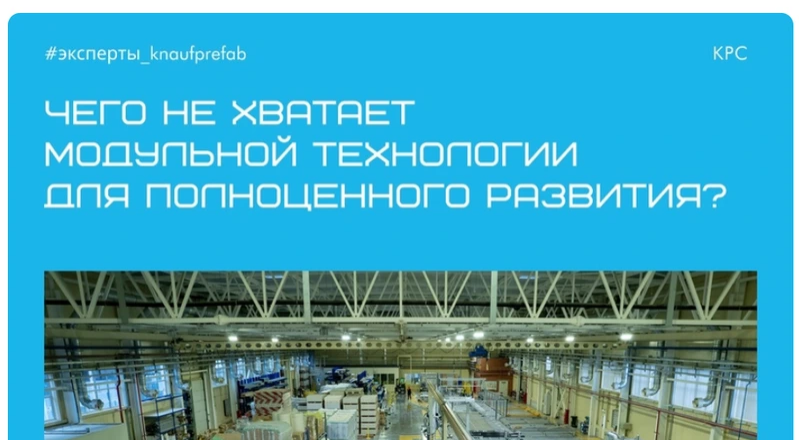 #эксперты_knaufprefab
КРС
ЧЕГО НЕ ХВАТАЕТ
МОДУЛЬНОЙ ТЕХНОЛОГИИ
ДЛЯ ПОЛНОЦЕННОГО РАЗВИТИЯ?